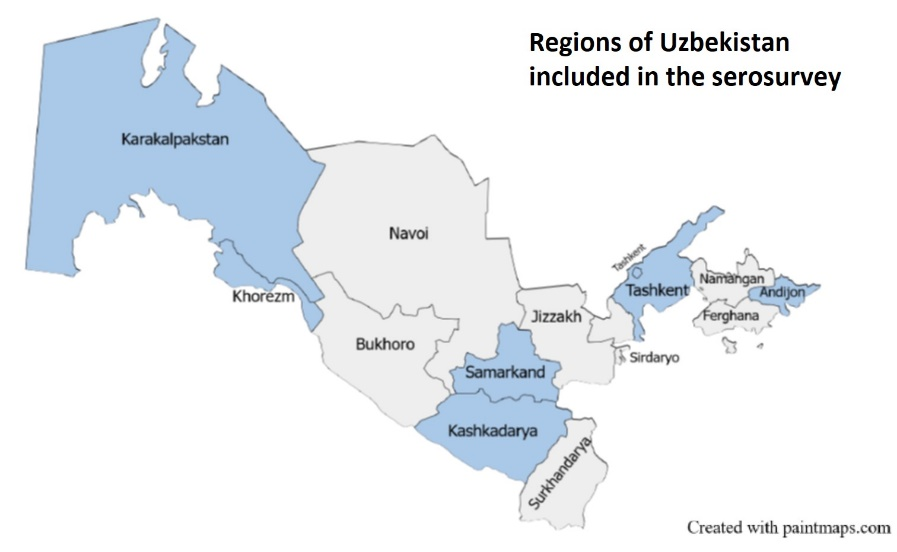 Regions of Uzbekistan
included in the serosurvey
Karakalpakstan
Navoi
Tashkent
Tashkent
Namangan
Andijon
Khorezm
Jizzakh
Ferghana
Bukhoro
Sirdaryo
Samarkand
Kashkadarya
Surkhandarya
Created with paintmaps.com